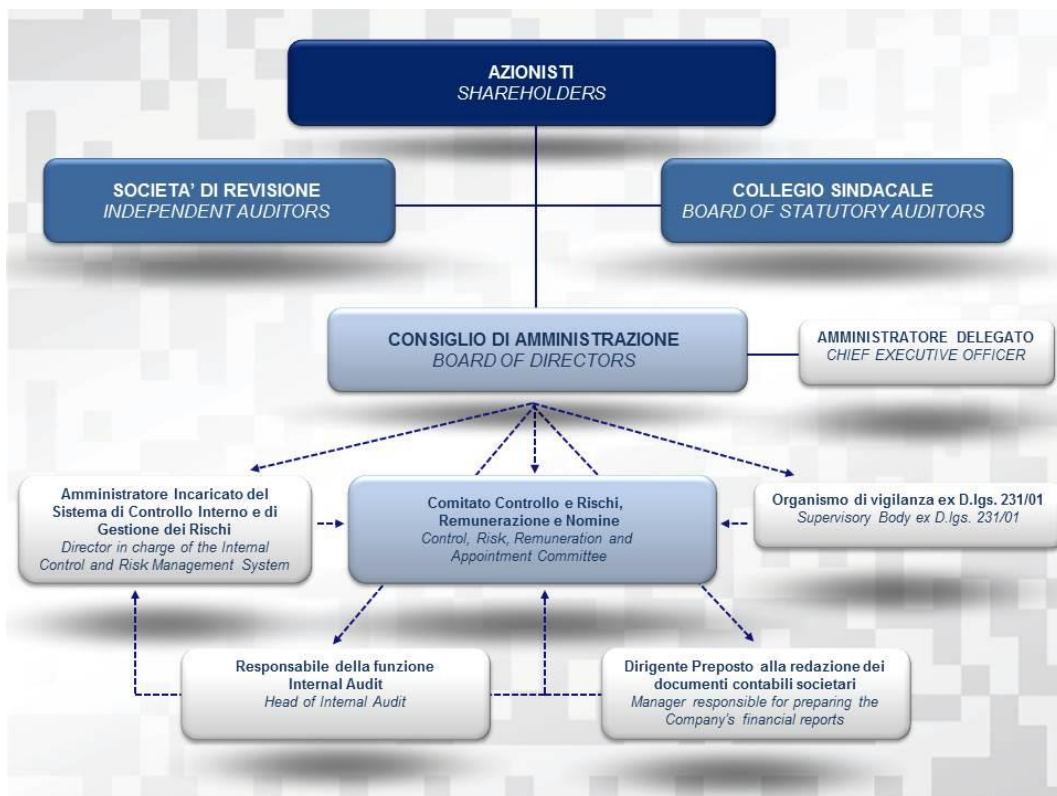 AZIONISTI
SHAREHOLDERS
SOCIETA' DI REVISIONE
INDEPENDENT AUDITORS
COLLEGIO SINDACALE
BOARD OF STATUTORY AUDITORS
CONSIGLIO DI AMMINISTRAZIONE
BOARD OF DIRECTORS
AMMINISTRATORE DELEGATO
CHIEF EXECUTIVE OFFICER
Amministratore Incaricato del
Sistema di Controllo Interno e di
Gestione dei Rischi
Director in charge of the Internal
Control and Risk Management System
Comitato Controllo e Rischi,
Remunerazione e Nomine
Control, Risk, Remuneration and
Appointment Committee
Organismo di vigilanza ex D.lgs. 231/01
Supervisory Body ex D.lgs. 231/01
Responsabile della funzione
Internal Audit
Head of Internal Audit
Dirigente Preposto alla redazione dei
documenti contabili societari
Manager responsible for preparing the
Company's financial reports